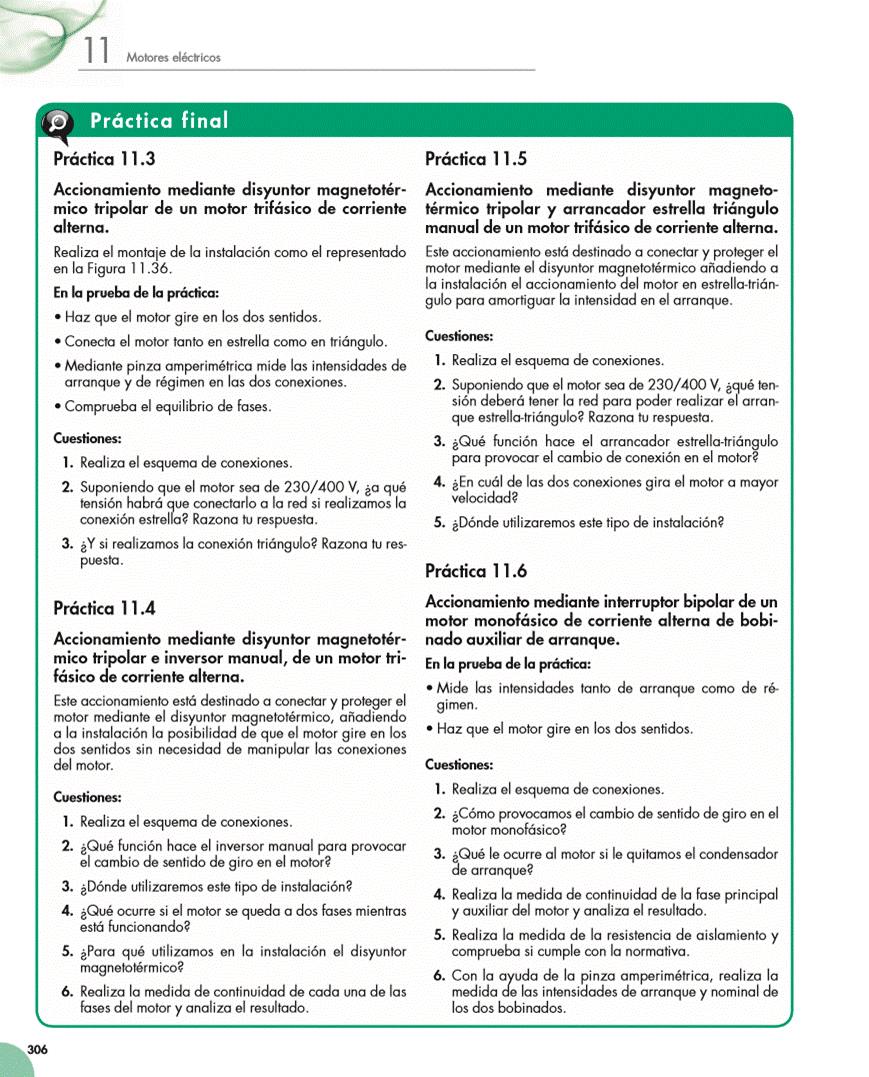 11
Motores eléctricos
Práctica final
Práctica 11.3
Accionamiento mediante disyuntor magnetotér-
mico tripolar de un motor trifásico de corriente
alterna.
Realiza el montaje de la instalación como el representado
en la Figura 11.36.
En la prueba de la práctica:
• Haz que el motor gire en los dos sentidos.
• Conecta el motor tanto en estrella como en triángulo.
• Mediante pinza amperimétrica mide las intensidades de
arranque y de régimen en las dos conexiones.
• Comprueba el equilibrio de fases.
Cuestiones:
1. Realiza el esquema de conexiones.
2. Suponiendo que el motor sea de 230/400 V, ¿a qué
tensión habrá que conectarlo a la red si realizamos la
conexión estrella? Razona tu respuesta.
3. ¿Y si realizamos la conexión triángulo? Razona tu res-
puesta.
Práctica 11.4
Accionamiento mediante disyuntor magnetotér-
mico tripolar e inversor manual, de un motor tri-
fásico de corriente alterna.
Este accionamiento está destinado a conectar y proteger el
motor mediante el disyuntor magnetotérmico, añadiendo
a la instalación la posibilidad de que el motor gire en los
dos sentidos sin necesidad de manipular las conexiones
del motor.
Cuestiones:
1. Realiza el esquema de conexiones.
2. ¿Qué función hace el inversor manual para provocar
el cambio de sentido de giro en el motor?
3. ¿Dónde utilizaremos este tipo de instalación?
4. ¿Qué ocurre si el motor se queda a dos fases mientras
está funcionando?
5. ¿Para qué utilizamos en la instalación el disyuntor
magnetotérmico?
6. Realiza la medida de continuidad de cada una de las
fases del motor y analiza el resultado.
Práctica 11.5
Accionamiento mediante disyuntor magneto-
térmico tripolar y arrancador estrella triángulo
manual de un motor trifásico de corriente alterna.
Este accionamiento está destinado a conectar y proteger el
motor mediante el disyuntor magnetotérmico añadiendo a
la instalación el accionamiento del motor en estrella-trián-
gulo para amortiguar la intensidad en el arranque.
Cuestiones:
1. Realiza el esquema de conexiones.
2. Suponiendo que el motor sea de 230/400 V, ¿qué ten-
sión deberá tener la red para poder realizar el arran-
que estrella-triángulo? Razona tu respuesta.
3. ¿Qué función hace el arrancador estrella-triángulo
para provocar el cambio de conexión en el motor?
4. ¿En cuál de las dos conexiones gira el motor a mayor
velocidad?
5. ¿Dónde utilizaremos este tipo de instalación?
Práctica 11.6
Accionamiento mediante interruptor bipolar de un
motor monofásico de corriente alterna de bobi-
nado auxiliar de arranque.
En la prueba de la práctica:
• Mide las intensidades tanto de arranque como de ré-
gimen.
• Haz que el motor gire en los dos sentidos.
Cuestiones:
1. Realiza el esquema de conexiones.
2. ¿Cómo provocamos el cambio de sentido de giro en el
motor monofásico?
3. ¿Qué le ocurre al motor si le quitamos el condensador
de arranque?
4. Realiza la medida de continuidad de la fase principal
y auxiliar del motor y analiza el resultado.
5. Realiza la medida de la resistencia de aislamiento y
comprueba si cumple con la normativa.
6. Con la ayuda de la pinza amperimétrica, realiza la
medida de las intensidades de arranque y nominal de
los dos bobinados.
306